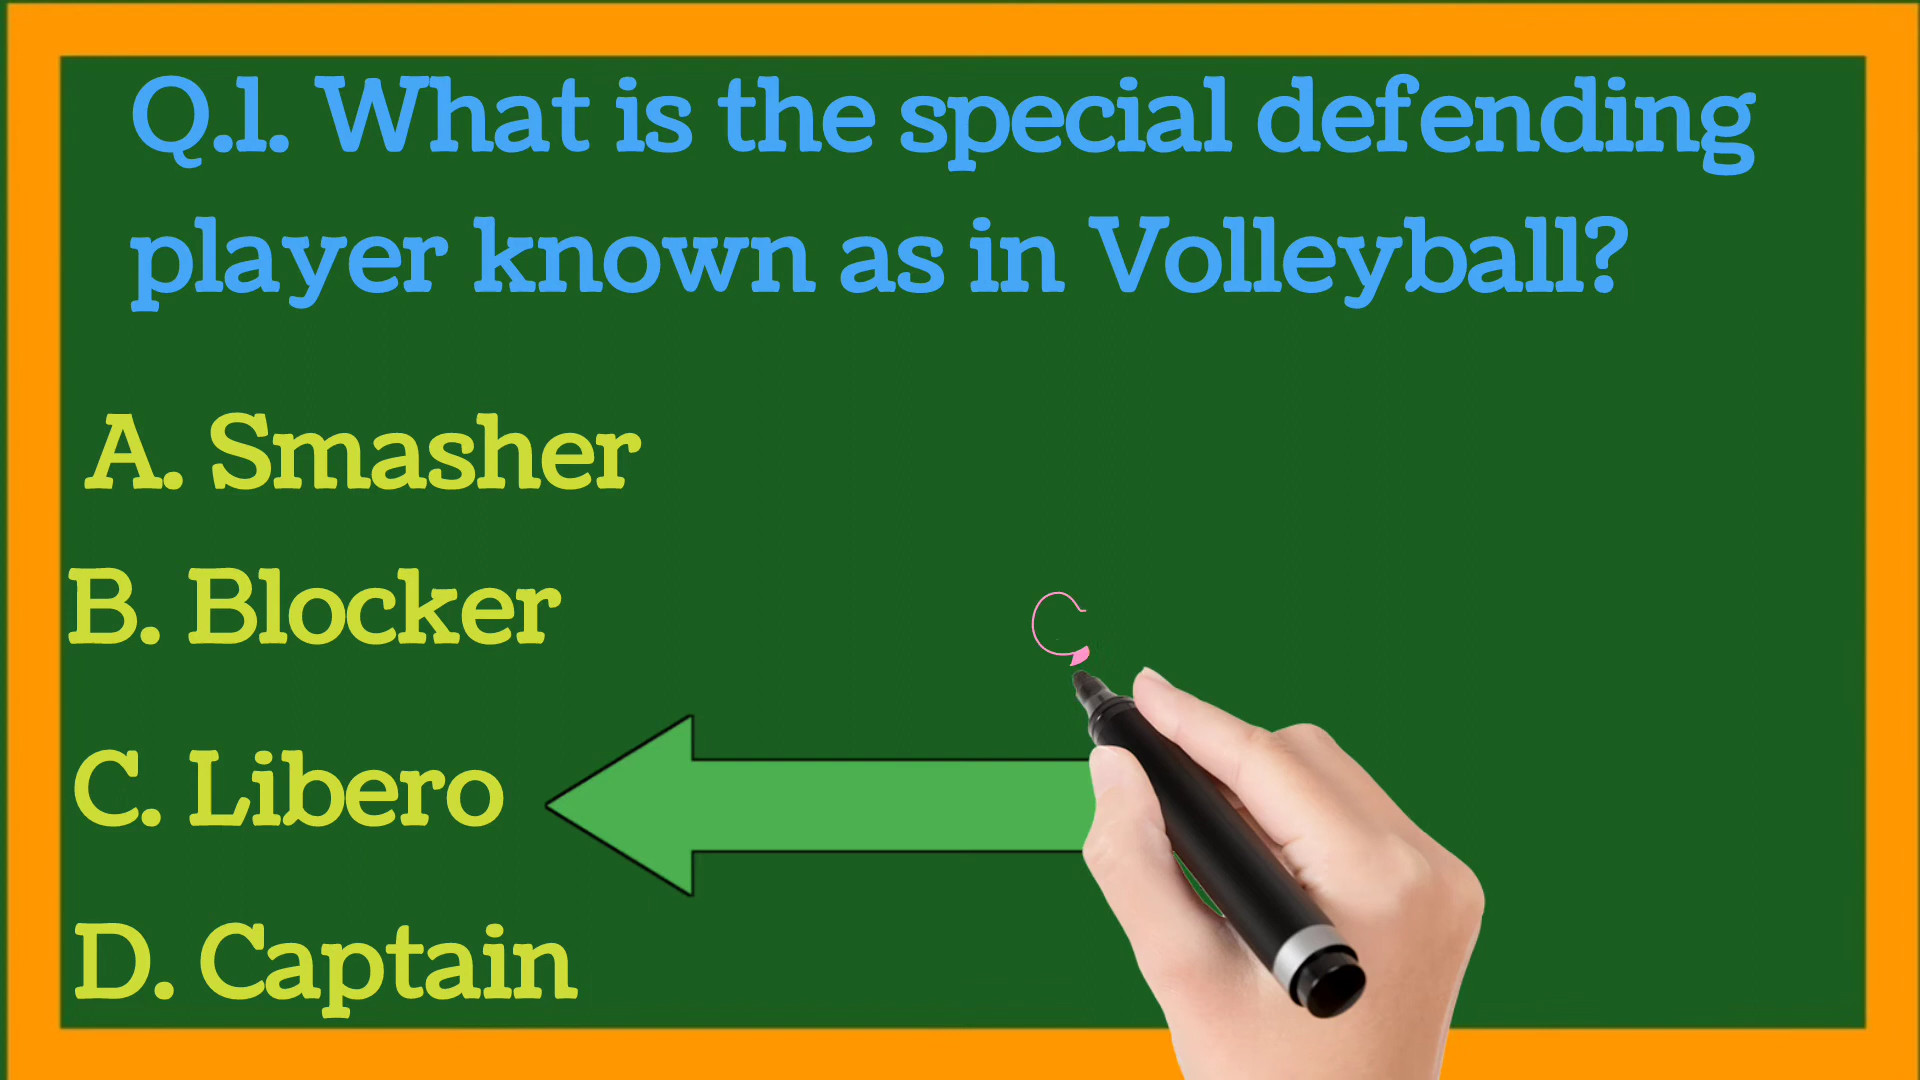 Q.1. What is the special defending
player known as in Volleyball?
A. Smasher
B. Blocker
C. Libero
D. Captain